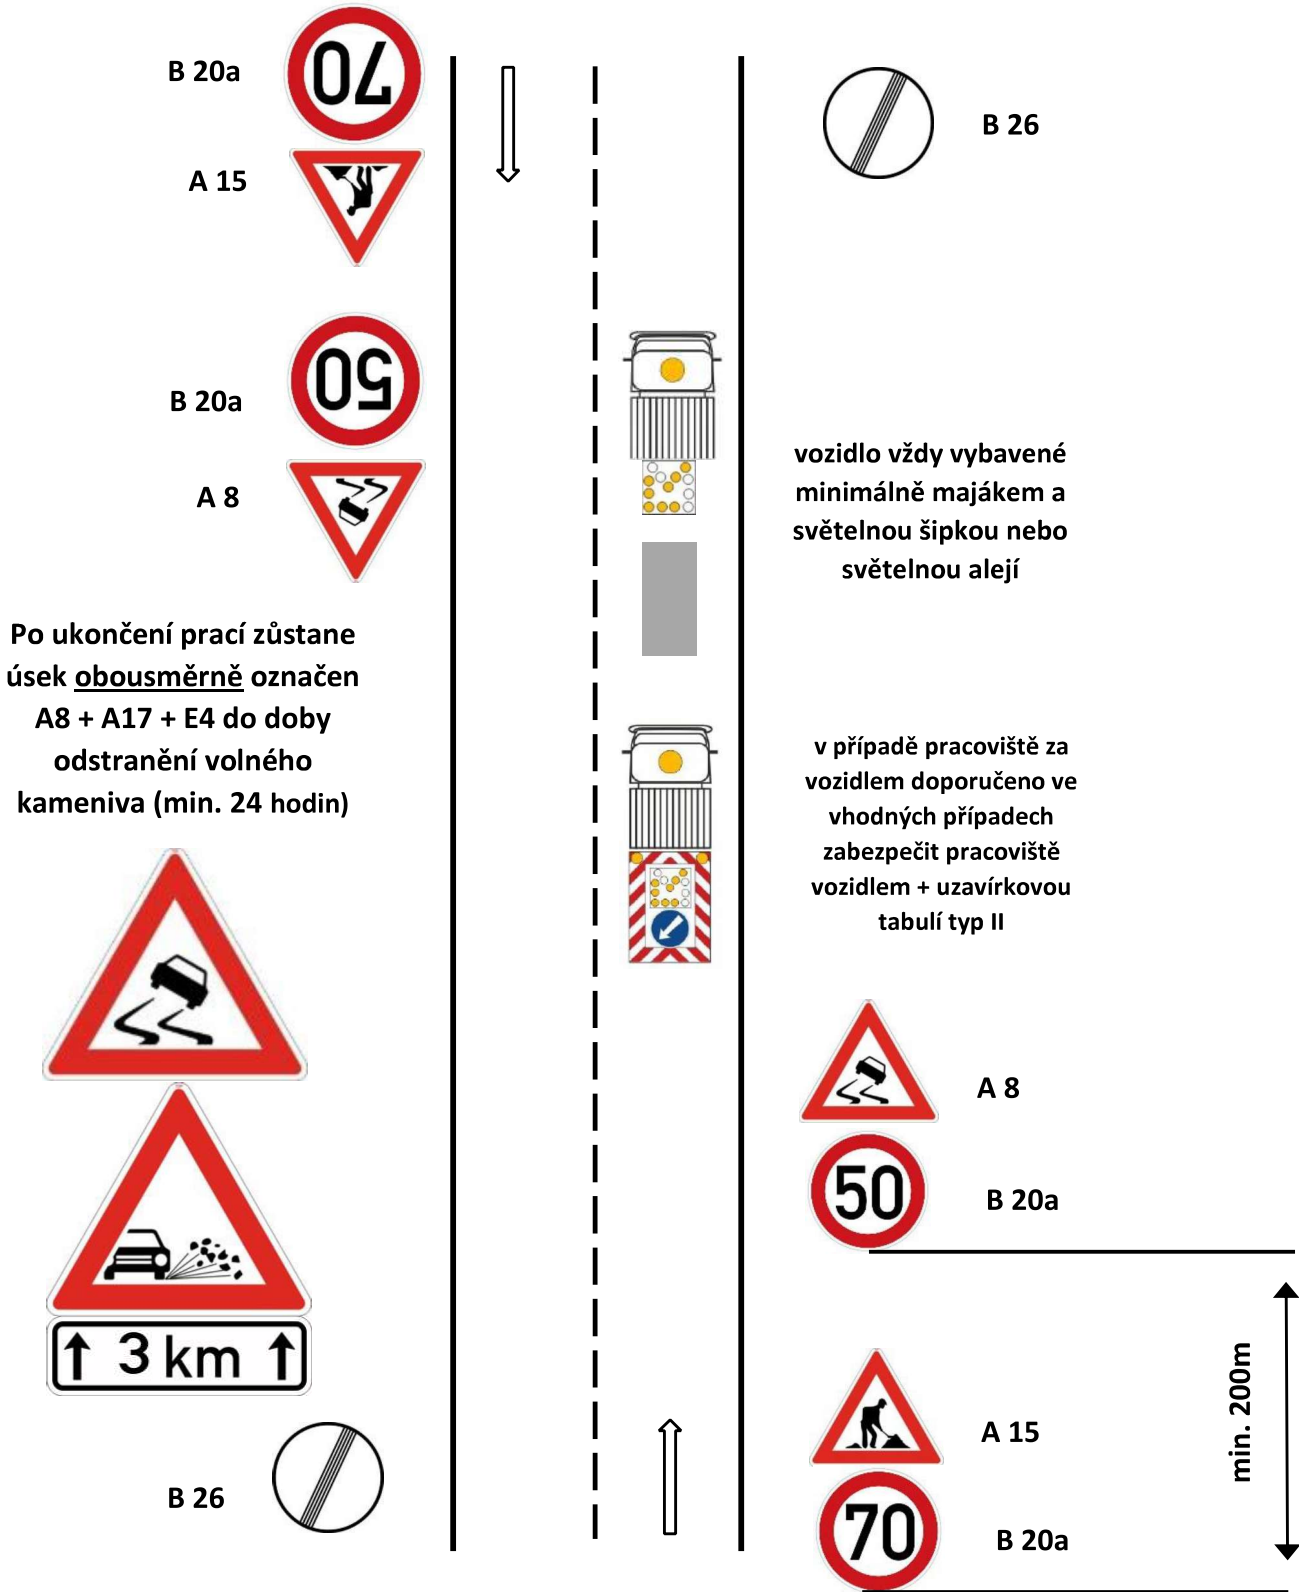 B 20a
70
A 15
B 26
B 20a
50
A 8
vozidlo vždy vybavené
minimálně majákem a
světelnou šipkou nebo
světelnou alejí
Po ukončení prací zůstane
úsek obousměrně označen
A8 + A17 + E4 do doby
odstranění volného
kameniva (min. 24 hodin)
v případě pracoviště za
vozidlem doporučeno ve
vhodných případech
zabezpečit pracoviště
vozidlem + uzavírkovou
tabulí typ II
A 8
50
B 20a
3 km
min. 200m
A 15
70
B 20a
B 26